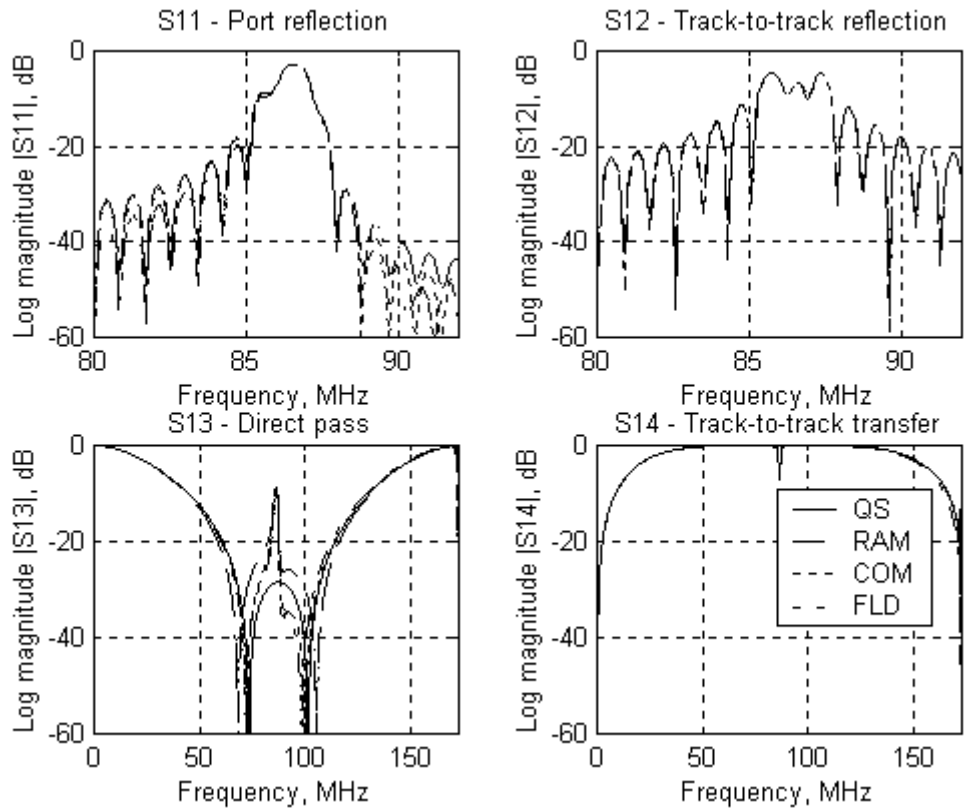 S11 - Port reflection
0
-20
-40
-60
Log magnitude |S11|, dB
80
85
90
Frequency, MHz
S12 - Track-to-track reflection
0
-20
-40
-60
Log magnitude |S12|, dB
80
85
90
Frequency, MHz
S13 - Direct pass
0
-20
-40
-60
Log magnitude |S13|, dB
0
50
100
150
Frequency, MHz
S14 - Track-to-track transfer
0
-20
-40
-60
Log magnitude |S14|, dB
QS
RAM
COM
FLD
0
50
100
150
Frequency, MHz